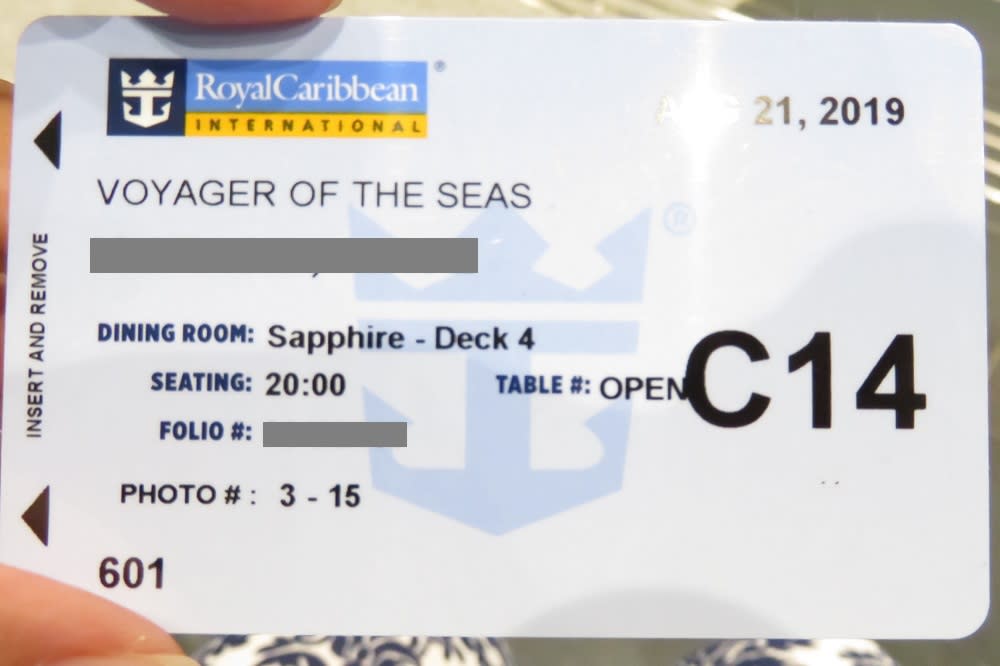 RoyalCaribbean ®
INTERNATIONAL
AUG 21, 2019
VOYAGER OF THE SEAS
®
INSERT AND REMOVE
DINING ROOM: Sapphire - Deck 4
SEATING: 20:00 TABLE #: OPEN
C14
FOLIO #:
PHOTO # : 3 - 15
601